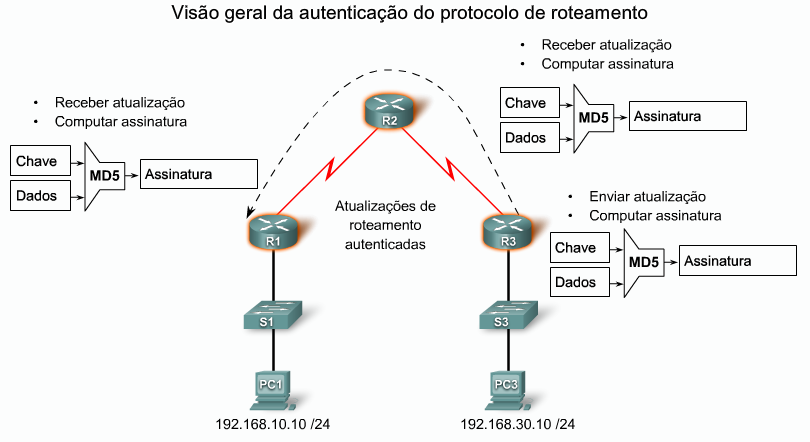 Visão geral da autenticação do protocolo de roteamento
• Receber atualização
• Computar assinatura
Chave
Dados
MD5
Assinatura
R2
• Receber atualização
• Computar assinatura
Chave
Dados
MD5
Assinatura
Atualizações de
roteamento
autenticadas
R1
R3
• Enviar atualização
• Computar assinatura
Chave
Dados
MD5
Assinatura
S1
S3
PC1
PC3
192.168.10.10 /24
192.168.30.10 /24